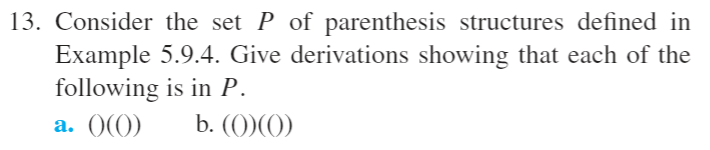 13. Consider the set P of parenthesis structures defined in
Example 5.9.4. Give derivations showing that each of the
following is in P.
a. ()(()) b. (())(())